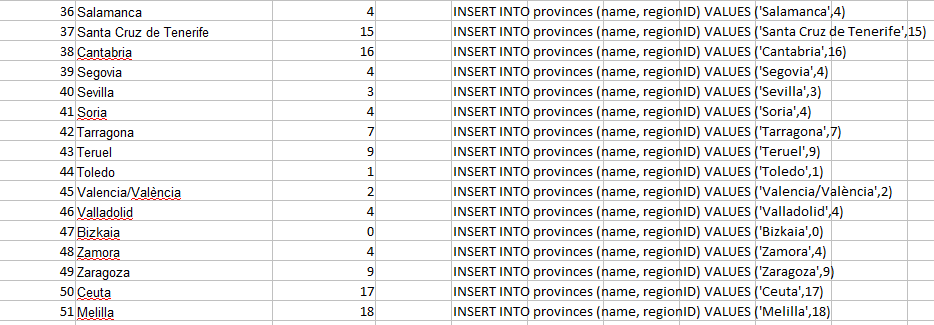 36 Salamanca 4 INSERT INTO provinces (name, regionID) VALUES ('Salamanca',4)
37 Santa Cruz de Tenerife 15 INSERT INTO provinces (name, regionID) VALUES ('Santa Cruz de Tenerife',15)
38 Cantabria 16 INSERT INTO provinces (name, regionID) VALUES ('Cantabria',16)
39 Segovia 4 INSERT INTO provinces (name, regionID) VALUES ('Segovia',4)
40 Sevilla 3 INSERT INTO provinces (name, regionID) VALUES ('Sevilla',3)
41 Soria 4 INSERT INTO provinces (name, regionID) VALUES ('Soria',4)
42 Tarragona 7 INSERT INTO provinces (name, regionID) VALUES ('Tarragona',7)
43 Teruel 9 INSERT INTO provinces (name, regionID) VALUES ('Teruel',9)
44 Toledo 1 INSERT INTO provinces (name, regionID) VALUES ('Toledo',1)
45 Valencia/València 2 INSERT INTO provinces (name, regionID) VALUES ('Valencia/València',2)
46 Valladolid 4 INSERT INTO provinces (name, regionID) VALUES ('Valladolid',4)
47 Bizkaia 0 INSERT INTO provinces (name, regionID) VALUES ('Bizkaia',0)
48 Zamora 4 INSERT INTO provinces (name, regionID) VALUES ('Zamora',4)
49 Zaragoza 9 INSERT INTO provinces (name, regionID) VALUES ('Zaragoza',9)
50 Ceuta 17 INSERT INTO provinces (name, regionID) VALUES ('Ceuta',17)
51 Melilla 18 INSERT INTO provinces (name, regionID) VALUES ('Melilla',18)